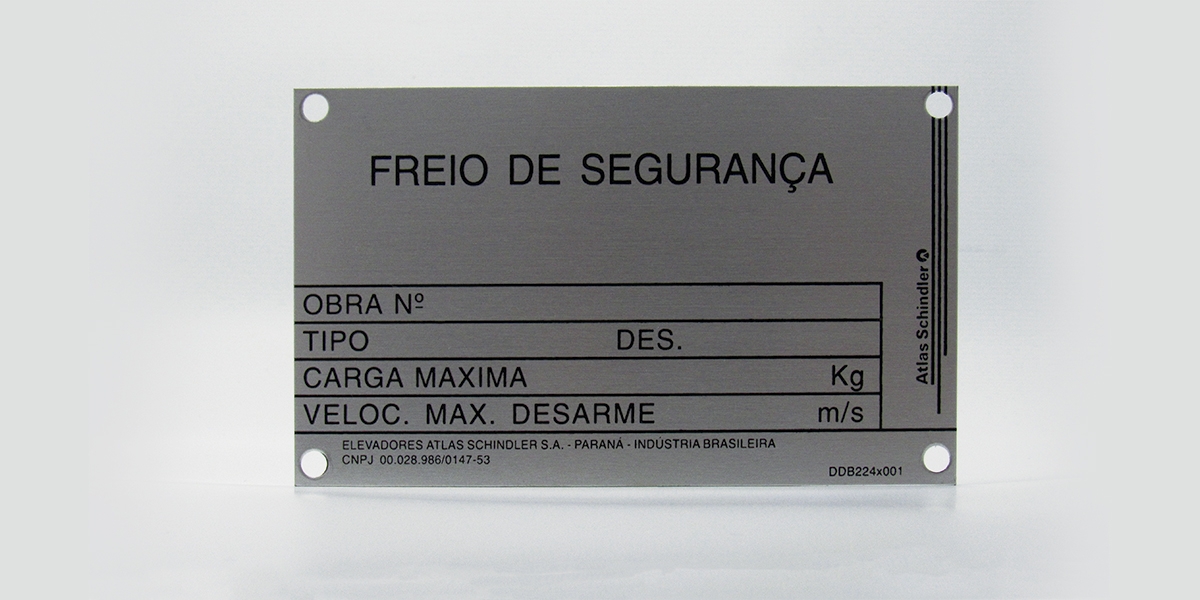 FREIO DE SEGURANÇA
OBRA Nº
TIPO DES.
CARGA MAXIMA Kg
VELOC. MAX. DESARME m/s
ELEVADORES ATLAS SCHINDLER S.A. - PARANÁ - INDÚSTRIA BRASILEIRA
CNPJ 00.028.986/0147-53
DDB224x001
Atlas Schindler